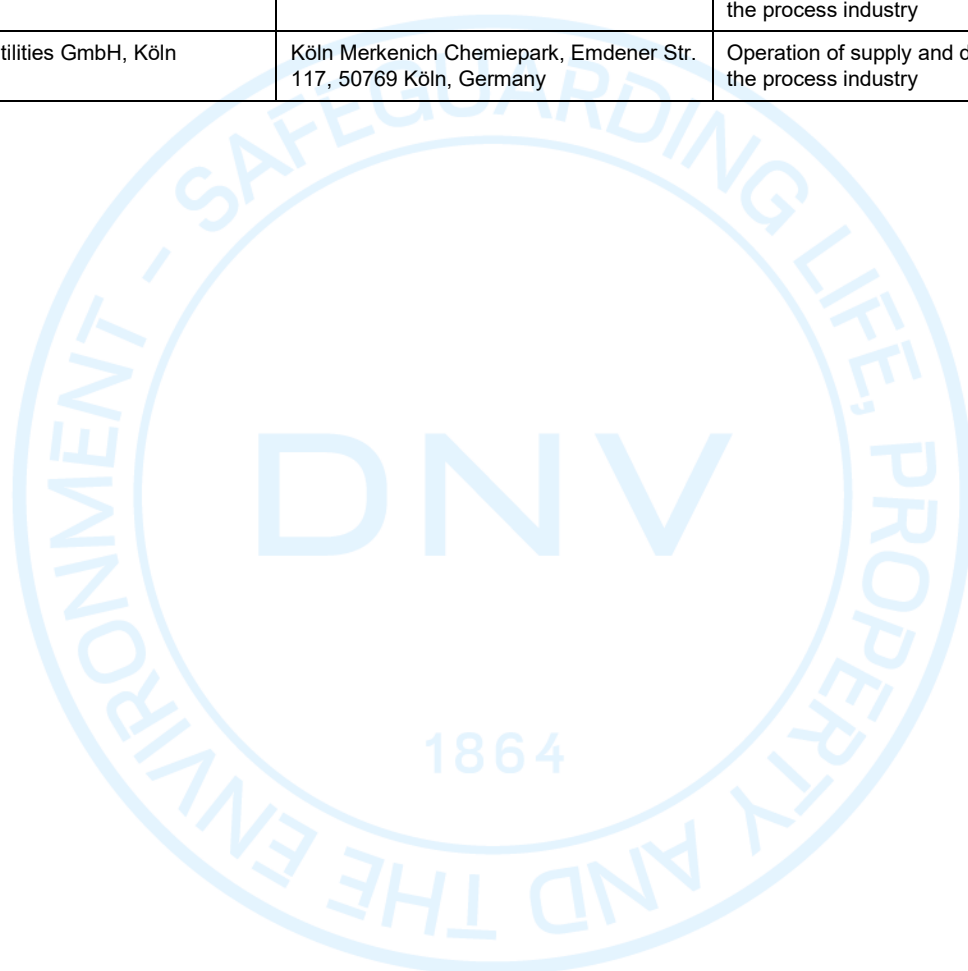 the process industry
tilities GmbH, Köln
Köln Merkenich Chemiepark, Emdener Str.
117, 50769 Köln, Germany
Operation of supply and d
the process industry
SAFEGUARDING LIFE, PROPERTY AND THE ENVIRONMENT -
DNV
1864